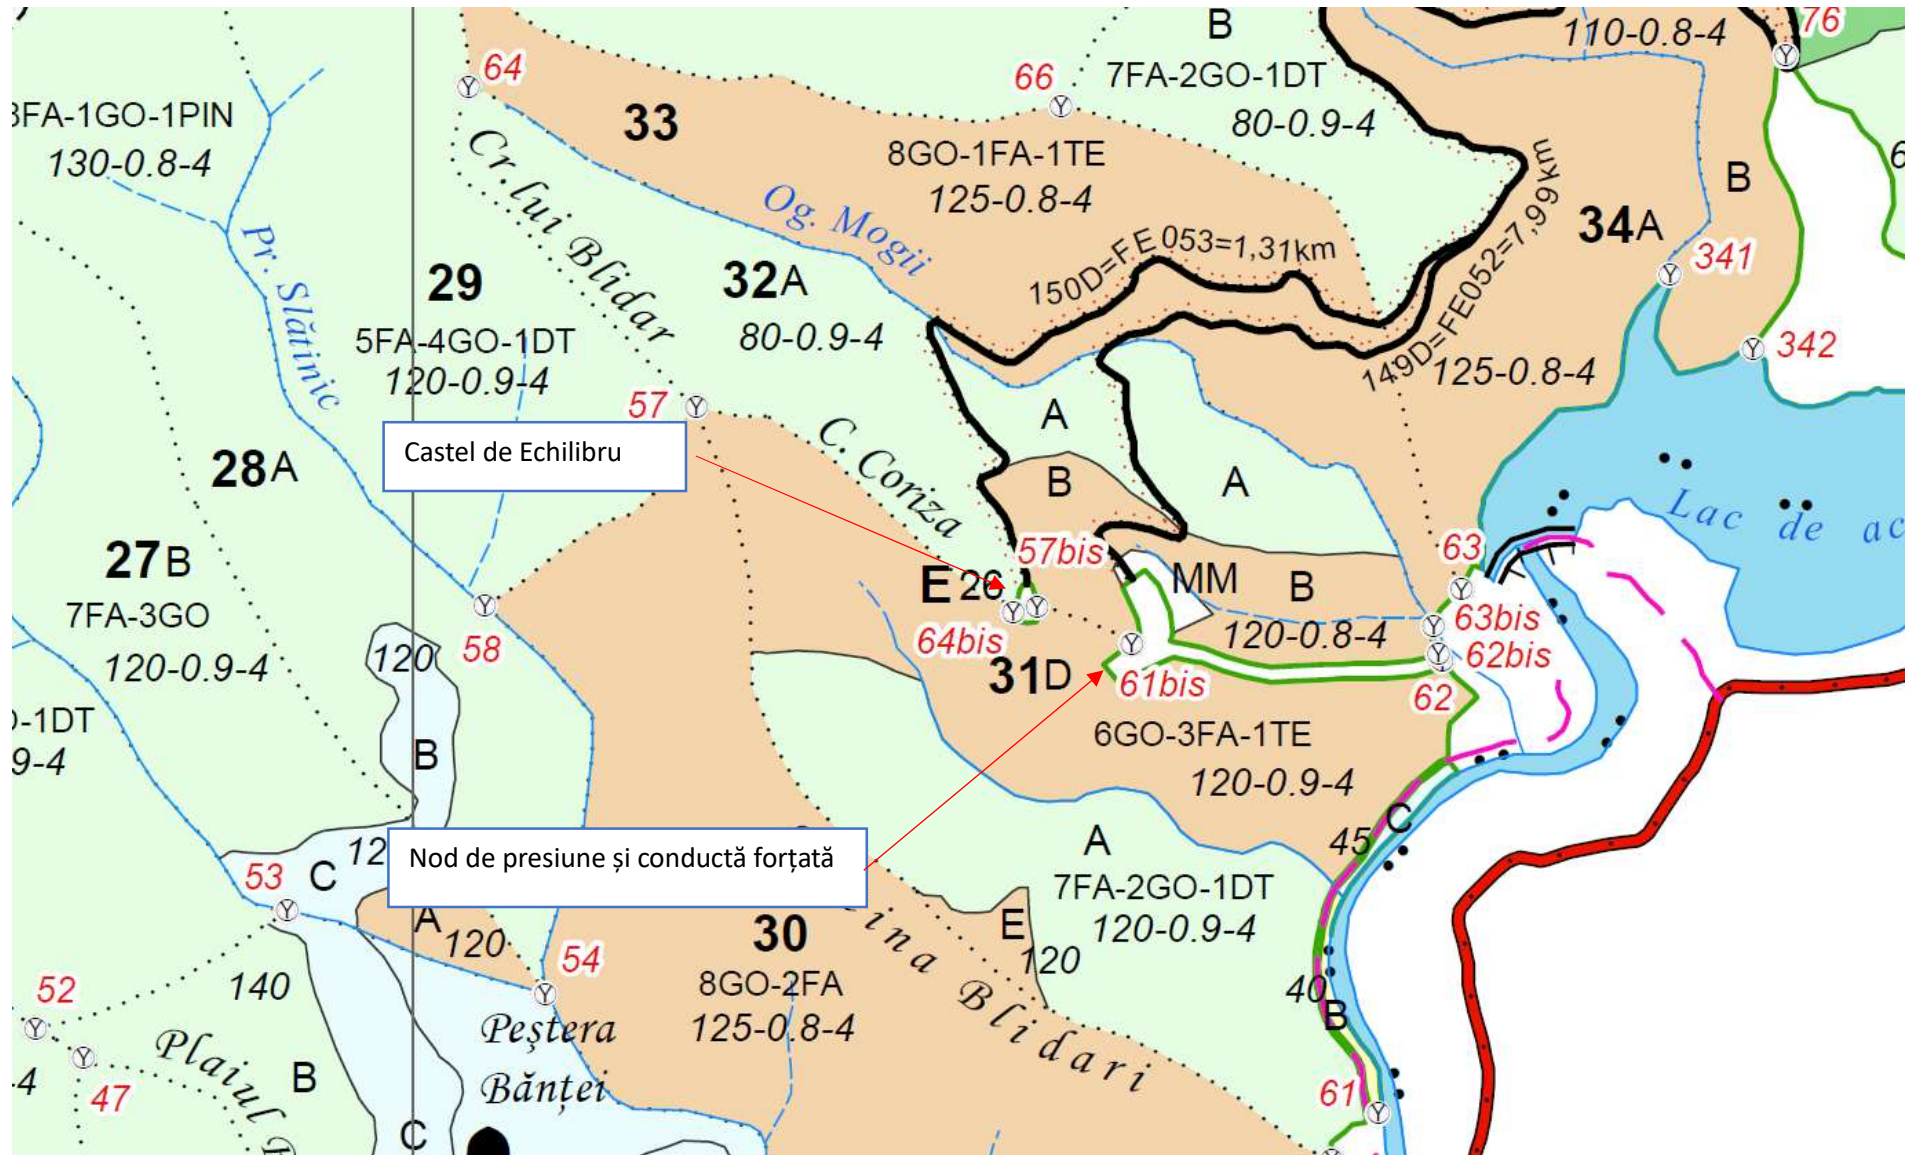 76
110-0.8-4
B
64
66
7FA-2GO-1DT
80-0.9-4
33
FA-1GO-1PIN
130-0.8-4
8GO-1FA-1TE
125-0.8-4
6
B
Cr. lui Blidar
Og. Mogii
34A
Pr. Slătinic
150D=FE 053=1,31km
149D=FE052=7,99km
341
29
32A
80-0.9-4
5FA-4GO-1DT
120-0.9-4
342
125-0.8-4
57
A
C. Coriza
Castel de Echilibru
28A
B
A
Lac de ac
27B
7FA-3GO
120-0.9-4
57bis
63
E 26
MM
B
120-0.8-4
63bis
64bis
62bis
58
120
31D
61bis
62
-1DT
9-4
B
6GO-3FA-1TE
120-0.9-4
C
45
12
Nod de presiune și conductă forțată
A
7FA-2GO-1DT
120-0.9-4
53
C
A
120
30
8GO-2FA
125-0.8-4
ina Blidari
E
120
54
52
140
40
B
Peștera
Bănței
Plaiul
B
-4
47
61
C